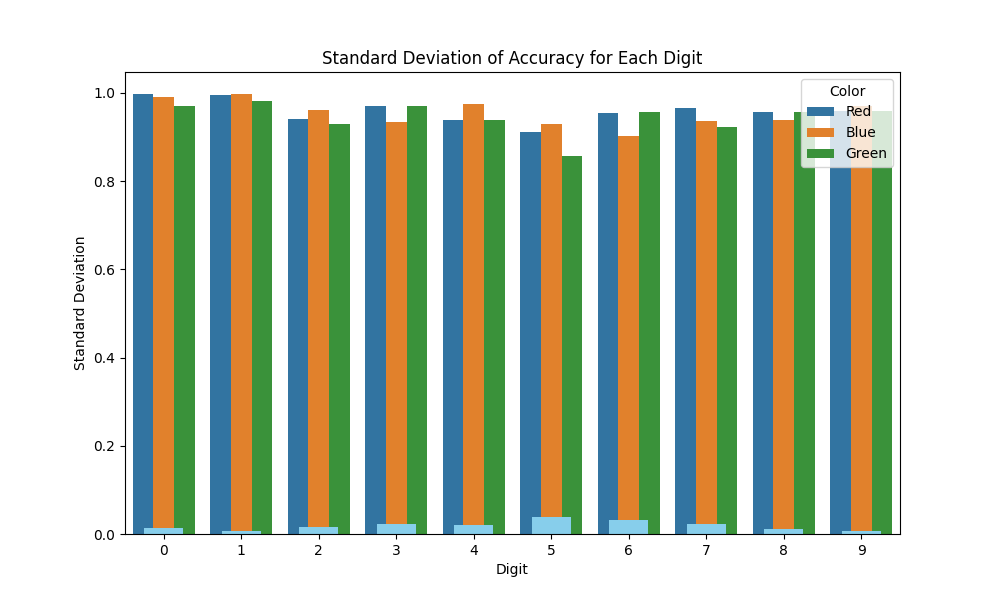 Standard Deviation of Accuracy for Each Digit
Color
Red
Blue
Green
Standard Deviation
1.0
0.8
0.6
0.4
0.2
0.0
0 1 2 3 4 5 6 7 8 9
Digit